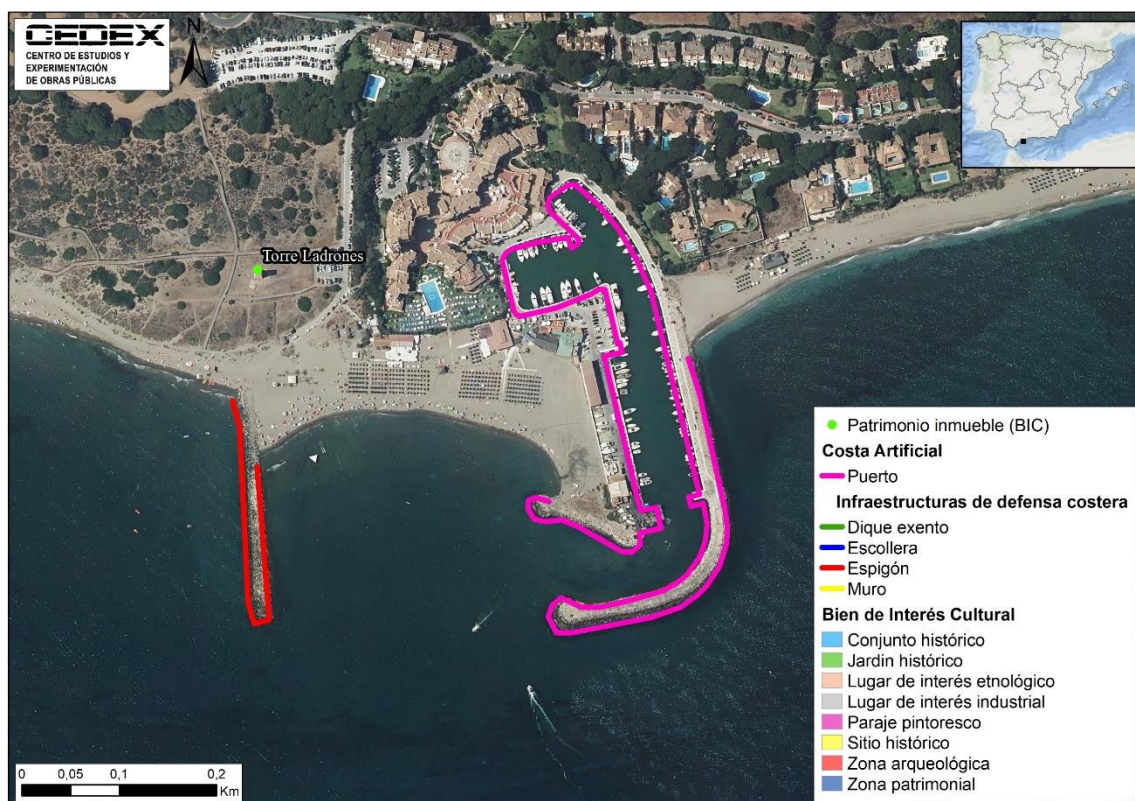 CEDEX
CENTRO DE ESTUDIOS Y
EXPERIMENTACIÓN
DE OBRAS PÚBLICAS
N
Torre Ladrones
Patrimonio inmueble (BIC)
Costa Artificial
Puerto
Infraestructuras de defensa costera
Dique exento
Escollera
Espigón
Muro
Bien de Interés Cultural
Conjunto histórico
Jardin histórico
Lugar de interés etnológico
Lugar de interés industrial
Paraje pintoresco
Sitio histórico
Zona arqueológica
Zona patrimonial
0 0,05 0,1 0,2
Km